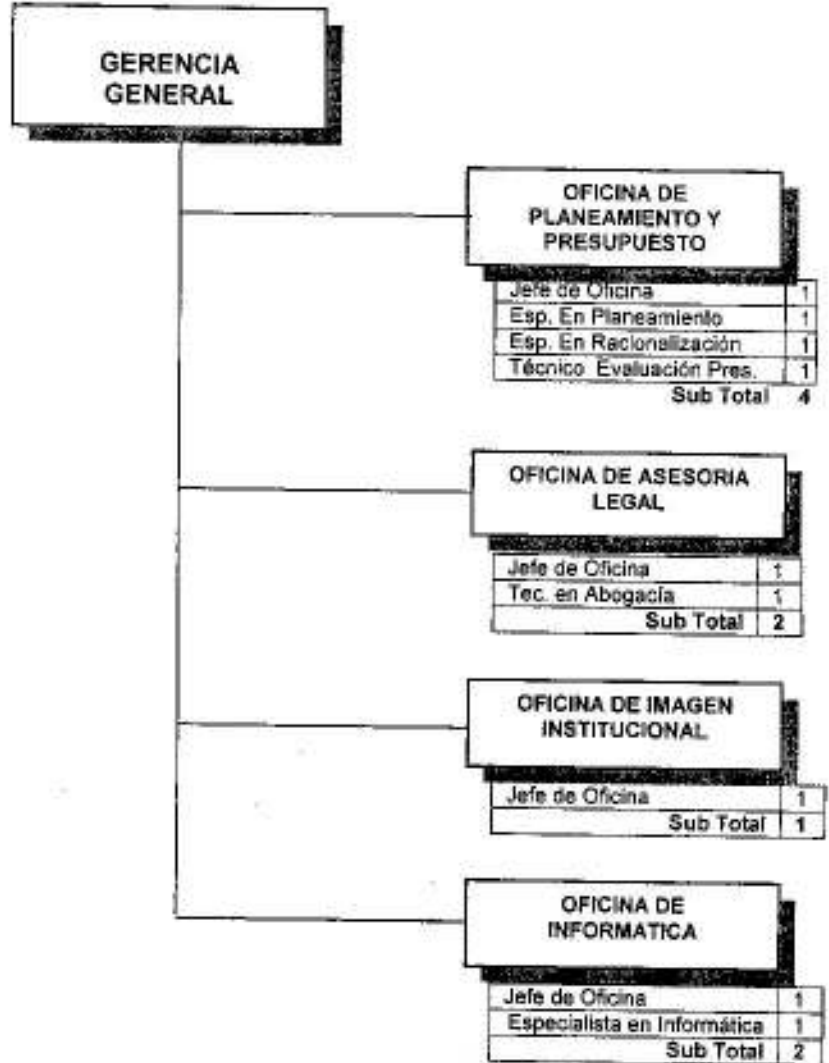 GERENCIA
GENERAL
OFICINA DE
PLANEAMIENTO Y
PRESUPUESTO
Jefe de Oficina 1
Esp. En Planeamiento 1
Esp. En Racionalización 1
Técnico Evaluación Pres. 1
Sub Total 4
OFICINA DE ASESORIA
LEGAL
Jefe de Oficina 1
Tec. en Abogacía 1
Sub Total 2
OFICINA DE IMAGEN
INSTITUCIONAL
Jefe de Oficina 1
Sub Total 1
OFICINA DE
INFORMATICA
Jefe de Oficina 1
Especialista en Informática 1
Sub Total 2